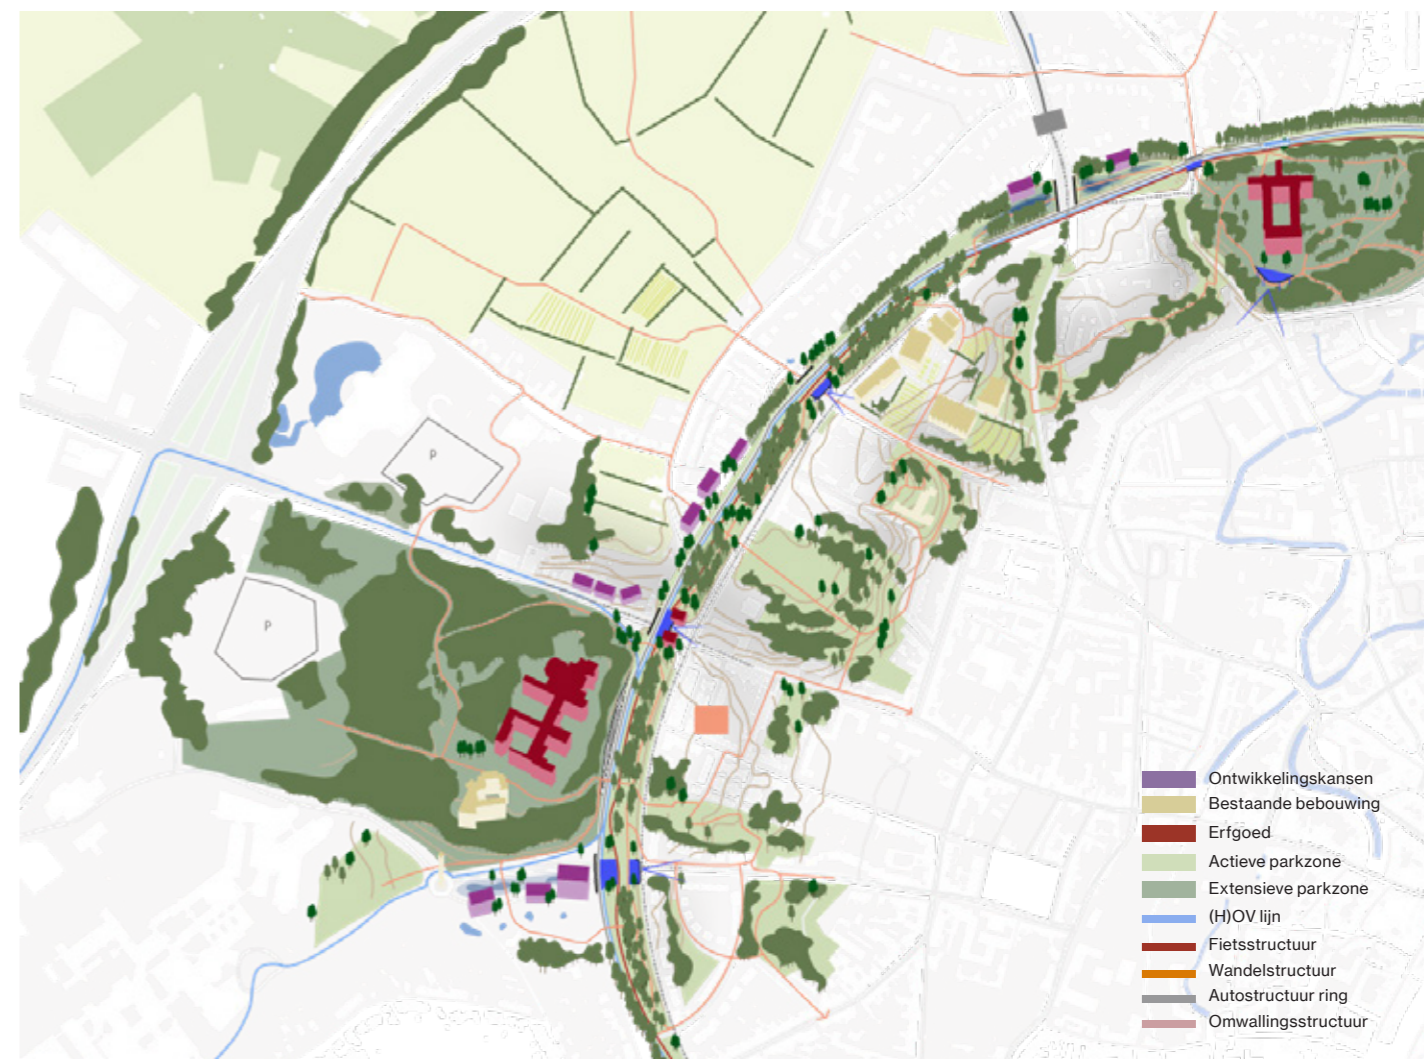 P
P
Ontwikkelingskansen
Bestaande bebouwing
Erfgoed
Actieve parkzone
Extensieve parkzone
(H)OV lijn
Fietsstructuur
Wandelstructuur
Autostructuur ring
Omwallingsstructuur